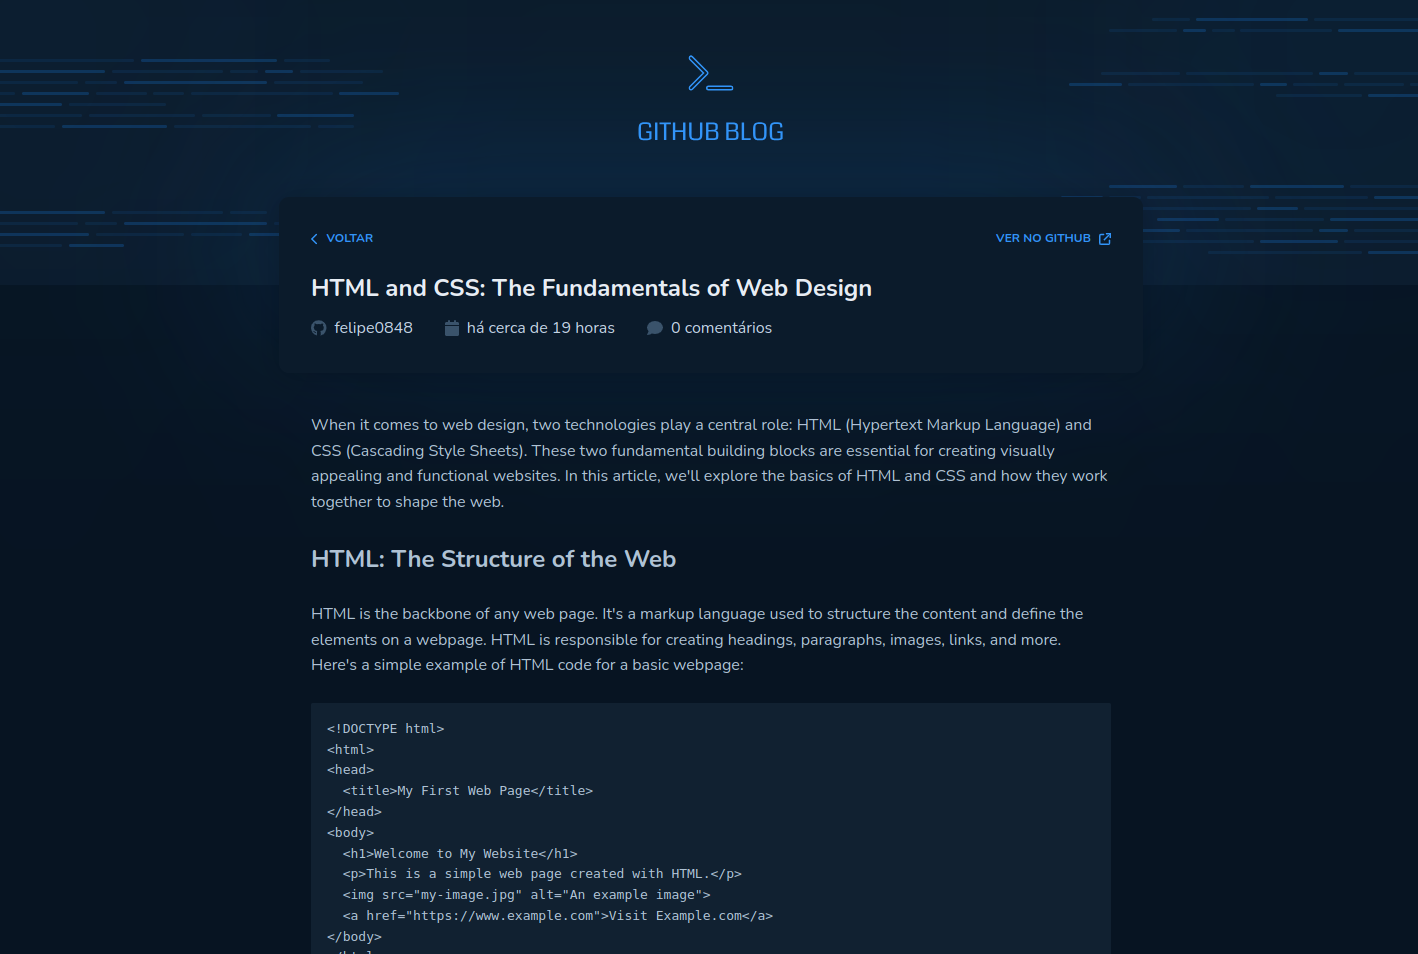 GITHUB BLOG
VOLTAR
VER NO GITHUB
HTML and CSS: The Fundamentals of Web Design
felipe0848 há cerca de 19 horas 0 comentários
When it comes to web design, two technologies play a central role: HTML (Hypertext Markup Language) and
CSS (Cascading Style Sheets). These two fundamental building blocks are essential for creating visually
appealing and functional websites. In this article, we'll explore the basics of HTML and CSS and how they work
together to shape the web.
HTML: The Structure of the Web
HTML is the backbone of any web page. It's a markup language used to structure the content and define the
elements on a webpage. HTML is responsible for creating headings, paragraphs, images, links, and more.
Here's a simple example of HTML code for a basic webpage:
<!DOCTYPE html>
<html>
<head>
  <title>My First Web Page</title>
</head>
<body>
  <h1>Welcome to My Website</h1>
  <p>This is a simple web page created with HTML.</p>
  <img src="my-image.jpg" alt="An example image">
  <a href="https://www.example.com">Visit Example.com</a>
</body>